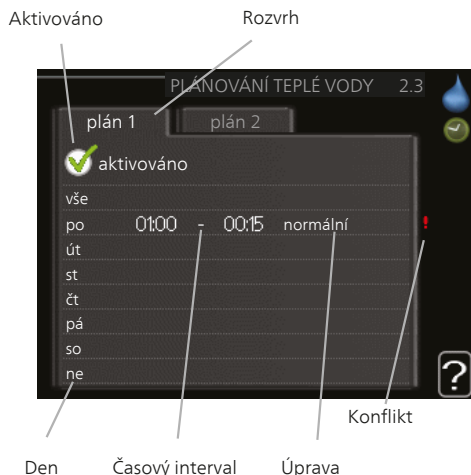 Aktivováno Rozvrh
PLÁNOVÁNÍ TEPLÉ VODY 2.3
plán 1 plán 2
aktivováno
vše
po 01:00 - 00:15 normální !
út
st
čt
pá
so
ne
?
Konflikt
Den Časový interval Úprava